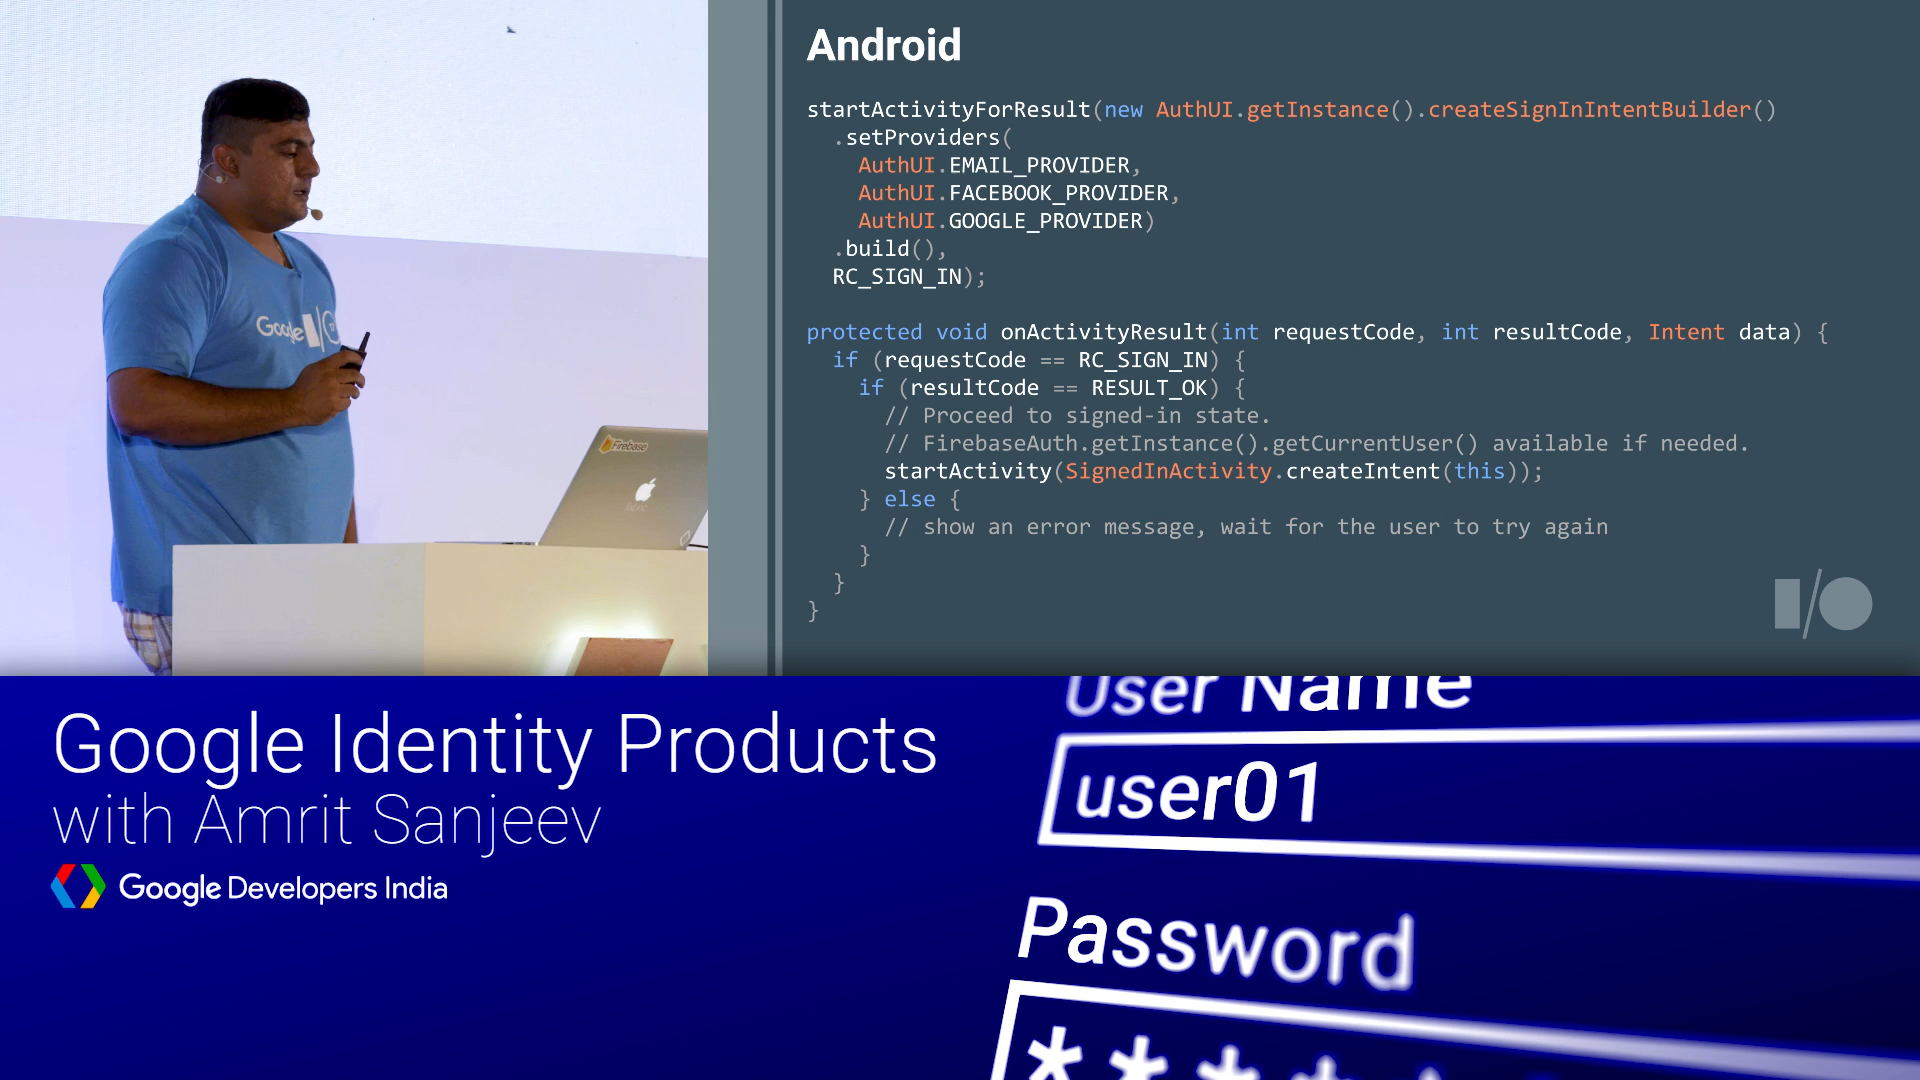 Android
startActivityForResult(new AuthUI.getInstance().createSignInIntentBuilder()
.setProviders(
AuthUI.EMAIL_PROVIDER,
AuthUI.FACEBOOK_PROVIDER,
AuthUI.GOOGLE_PROVIDER)
.build(),
RC_SIGN_IN);
protected void onActivityResult(int requestCode, int resultCode, Intent data) {
if (requestCode == RC_SIGN_IN) {
if (resultCode == RESULT_OK) {
// Proceed to signed-in state.
// FirebaseAuth.getInstance().getCurrentUser() available if needed.
startActivity(SignedInActivity.createIntent(this));
} else {
// show an error message, wait for the user to try again
}
}
}
I/O
Google I/O
Firebase
Google Identity Products
with Amrit Sanjeev
Google Developers India
User Name
user01
Password
*****